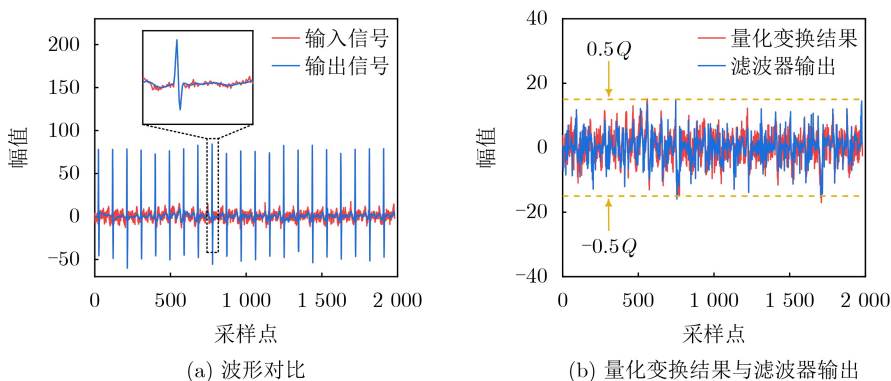 230
200
150
100
50
0
−50
幅值
输入信号
输出信号
0
500
1 000
1 500
2 000
采样点
(a) 波形对比
40
20
0
−20
−40
幅值
量化变换结果
滤波器输出
0.5Q
−0.5Q
0
500
1 000
1 500
2 000
采样点
(b) 量化变换结果与滤波器输出